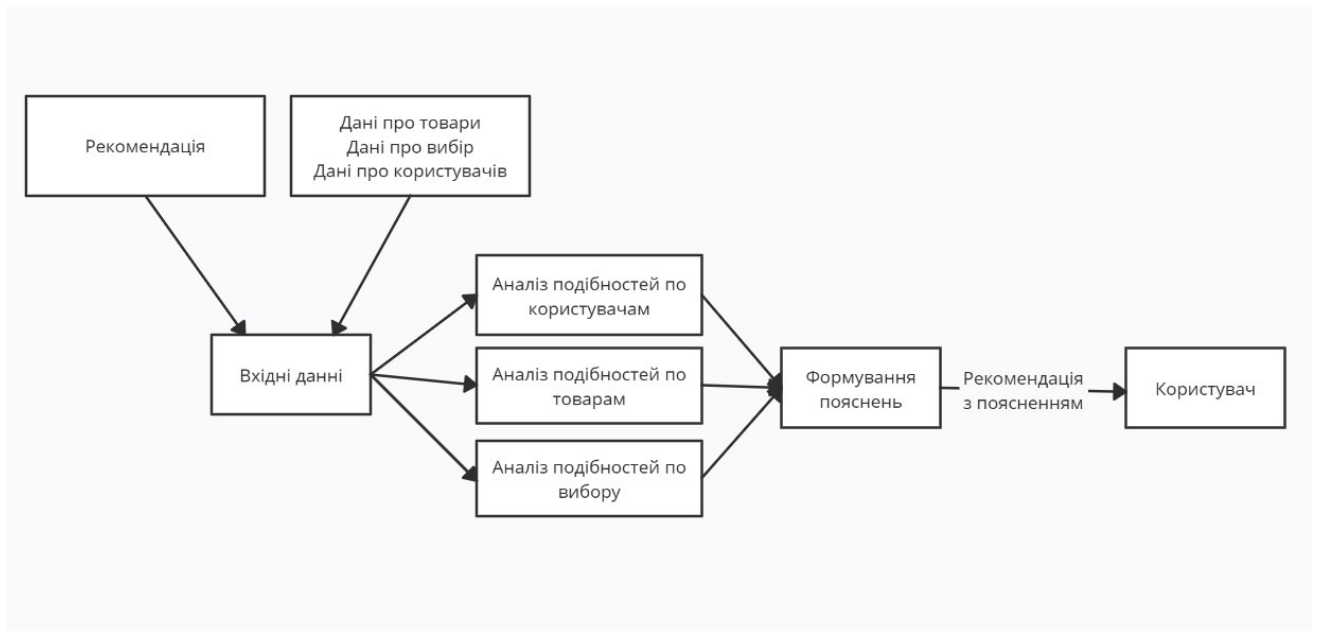 Рекомендація
Дані про товари
Дані про вибір
Дані про користувачів
Аналіз подібностей по
користувачам
Вхідні данні
Аналіз подібностей по
товарам
Аналіз подібностей по
вибору
Формування
пояснень
Рекомендація
з поясненням
Користувач